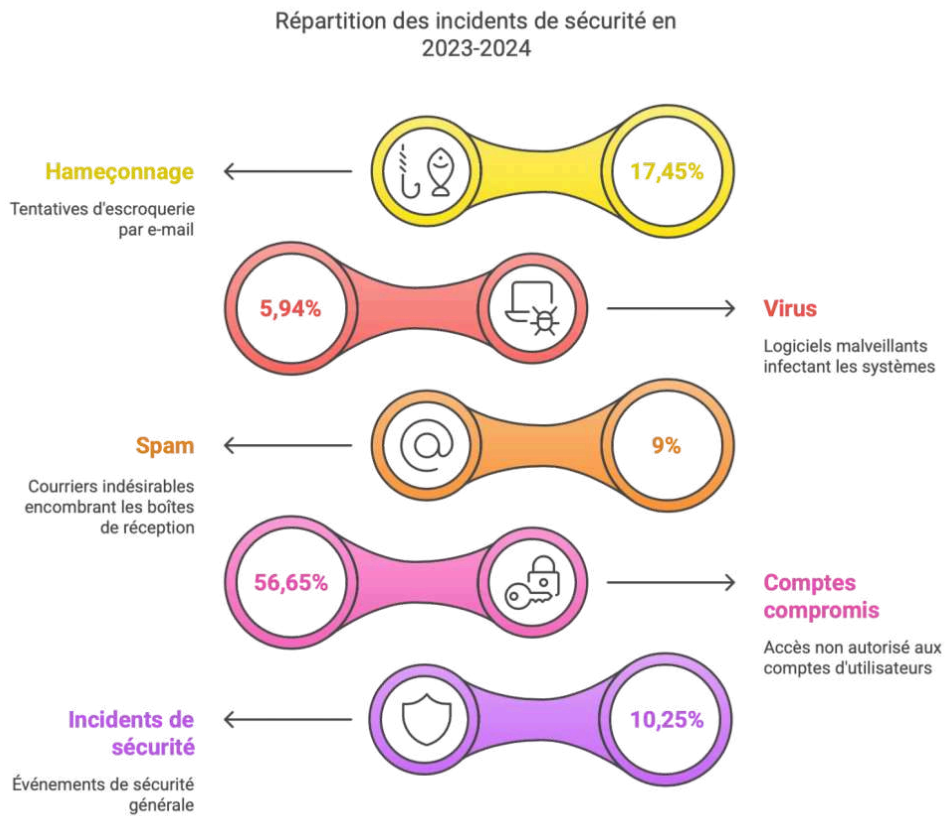 Répartition des incidents de sécurité en
2023-2024
Hameçonnage
Tentatives d'escroquerie
par e-mail
17,45%
5,94%
Virus
Logiciels malveillants
infectant les systèmes
Spam
Courriers indésirables
encombrant les boîtes
de réception
9%
56,65%
Comptes
compromis
Accès non autorisé aux
comptes d'utilisateurs
Incidents de
sécurité
Événements de sécurité
générale
10,25%